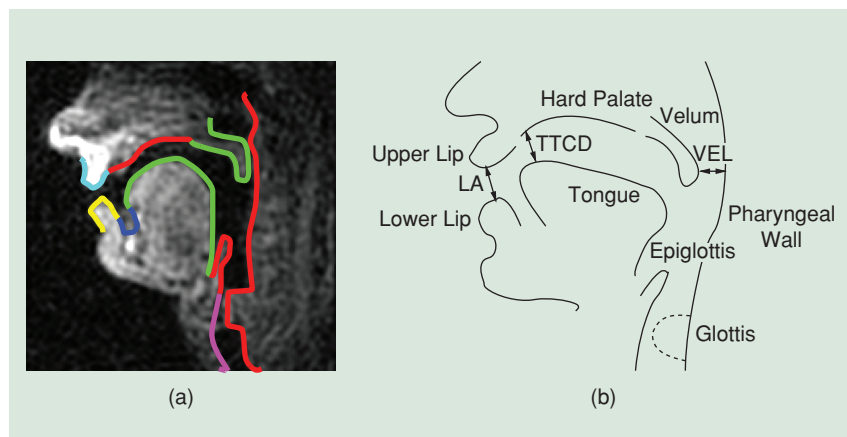 Hard Palate
Velum
Upper Lip
TTCD
VEL
LA
Tongue
Lower Lip
Pharyngeal
Wall
Epiglottis
Glottis
(a)
(b)